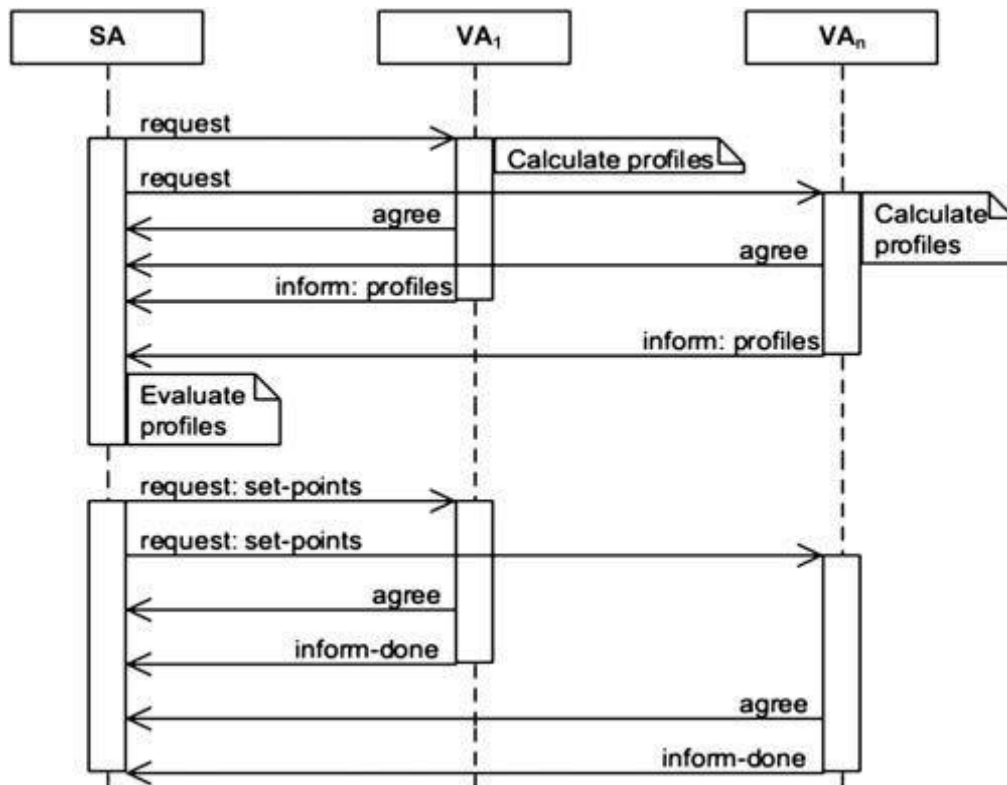 SA
VA₁
VAₙ
request
Calculate profiles
request
Calculate
profiles
agree
agree
inform: profiles
inform: profiles
Evaluate
profiles
request: set-points
request: set-points
agree
inform-done
agree
inform-done